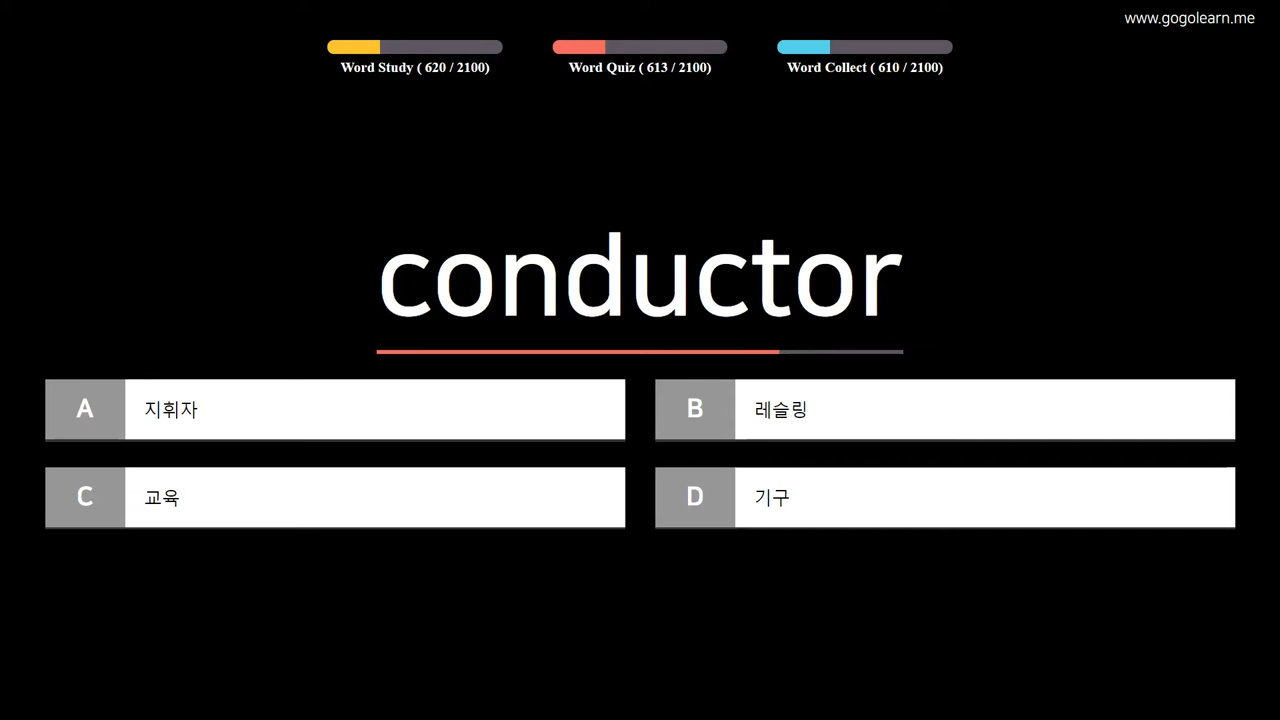 www.gogolearn.me
Word Study ( 620 / 2100)
Word Quiz ( 613 / 2100)
Word Collect ( 610 / 2100)
conductor
A 지휘자
B 레슬링
C 교육
D 기구